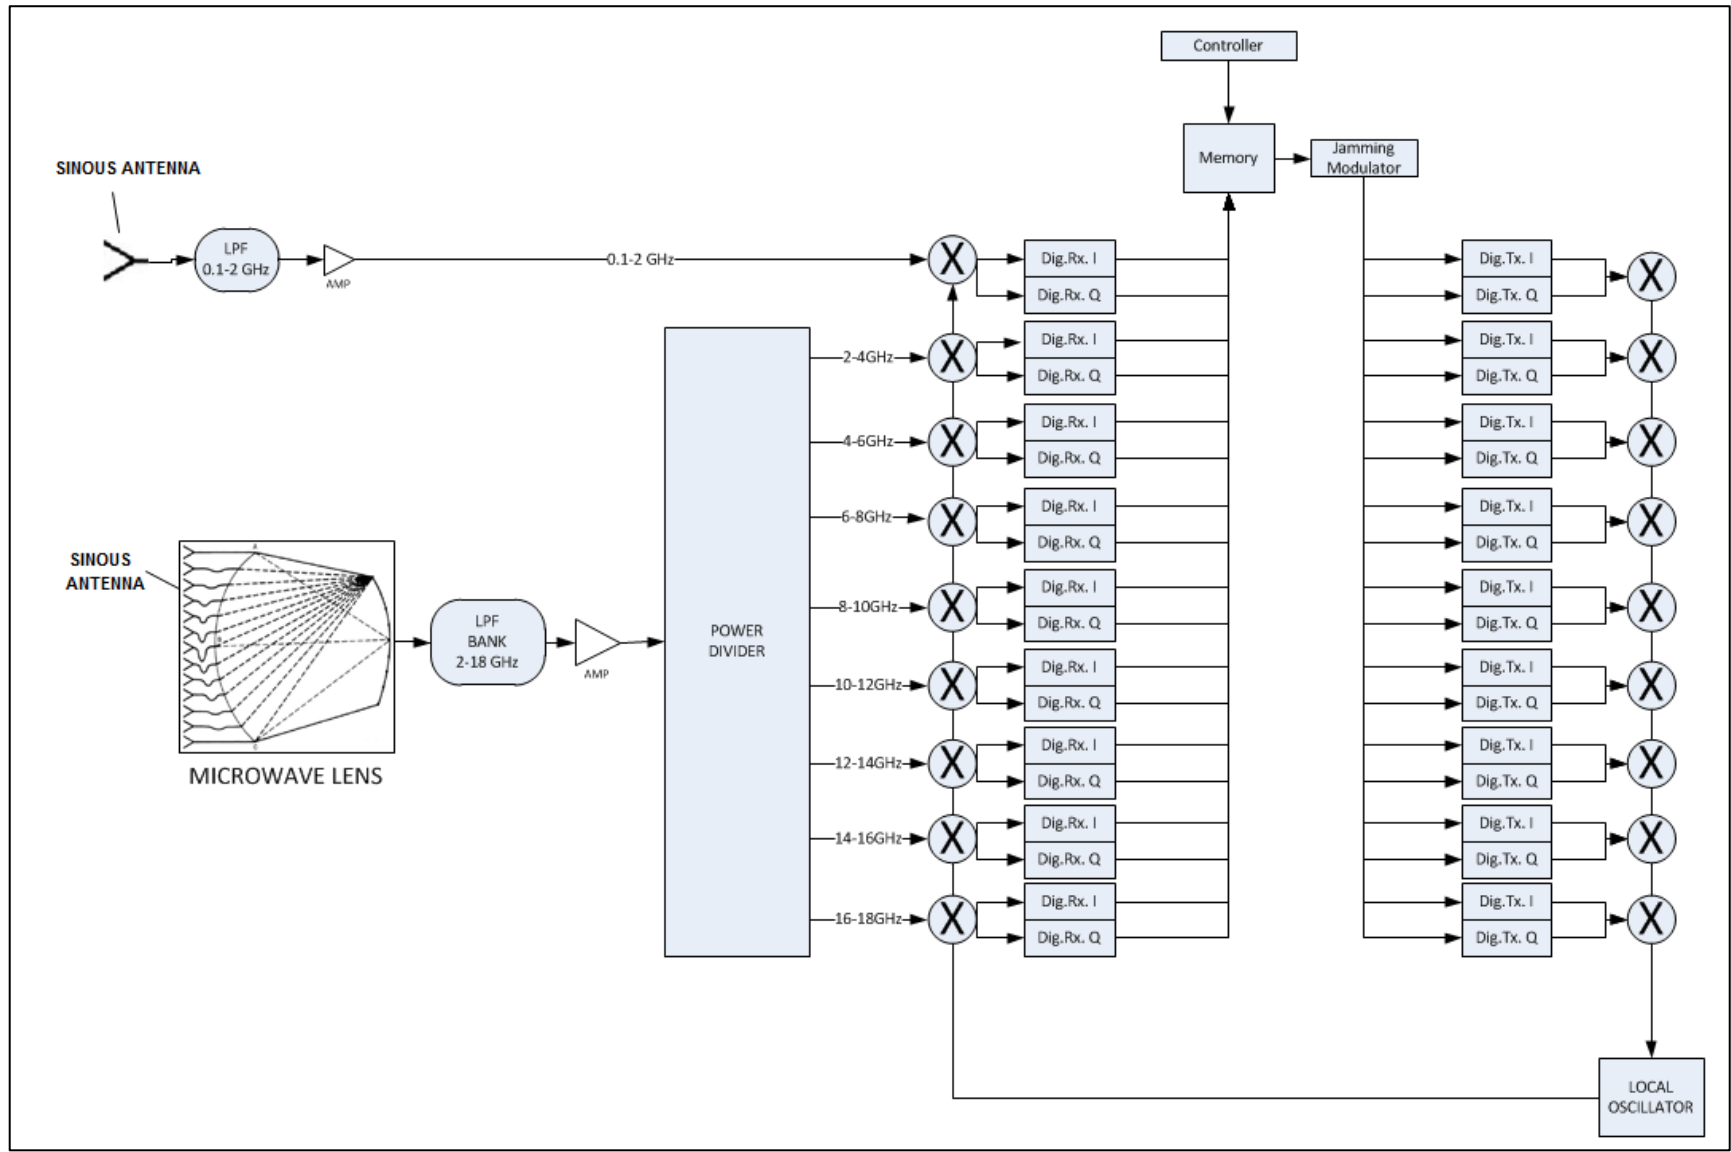 Controller
Memory
Jamming
Modulator
SINOUS ANTENNA
LPF
0.1-2 GHz
AMP
0.1-2 GHz
X
Dig.Rx. I
Dig.Rx. Q
Dig.Tx. I
Dig.Tx. Q
X
2-4GHz
X
Dig.Rx. I
Dig.Rx. Q
Dig.Tx. I
Dig.Tx. Q
X
4-6GHz
X
Dig.Rx. I
Dig.Rx. Q
Dig.Tx. I
Dig.Tx. Q
X
6-8GHz
X
Dig.Rx. I
Dig.Rx. Q
Dig.Tx. I
Dig.Tx. Q
X
SINOUS
ANTENNA
MICROWAVE LENS
LPF
BANK
2-18 GHz
AMP
POWER
DIVIDER
8-10GHz
X
Dig.Rx. I
Dig.Rx. Q
Dig.Tx. I
Dig.Tx. Q
X
10-12GHz
X
Dig.Rx. I
Dig.Rx. Q
Dig.Tx. I
Dig.Tx. Q
X
12-14GHz
X
Dig.Rx. I
Dig.Rx. Q
Dig.Tx. I
Dig.Tx. Q
X
14-16GHz
X
Dig.Rx. I
Dig.Rx. Q
Dig.Tx. I
Dig.Tx. Q
X
16-18GHz
X
Dig.Rx. I
Dig.Rx. Q
Dig.Tx. I
Dig.Tx. Q
X
LOCAL
OSCILLATOR